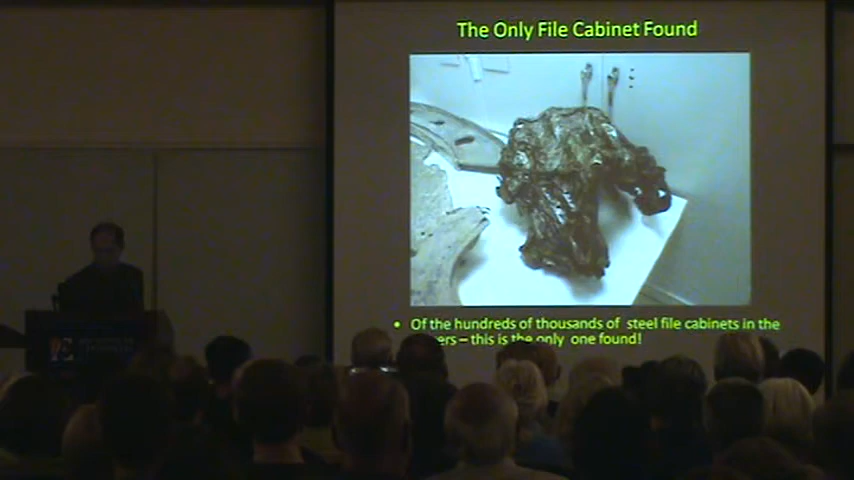 The Only File Cabinet Found
• Of the hundreds of thousands of steel file cabinets in the
ers – this is the only one found!